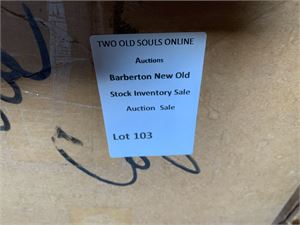 TWO OLD SOULS ONLINE
Auctions
Barberton New Old
Stock Inventory Sale
Auction Sale
Lot 103